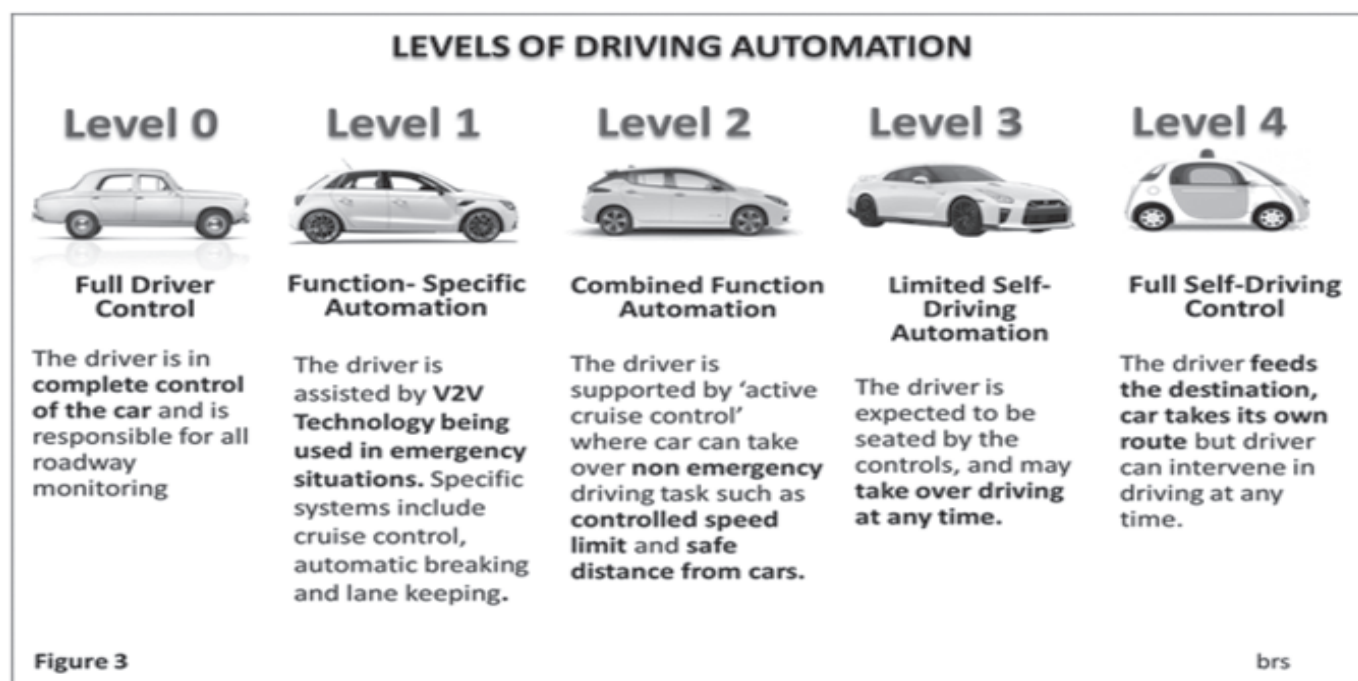 LEVELS OF DRIVING AUTOMATION
Level 0
Full Driver
Control
The driver is in
complete control
of the car and is
responsible for all
roadway
monitoring
Level 1
Function- Specific
Automation
The driver is
assisted by V2V
Technology being
used in emergency
situations. Specific
systems include
cruise control,
automatic breaking
and lane keeping.
Level 2
Combined Function
Automation
The driver is
supported by ‘active
cruise control’
where car can take
over non emergency
driving task such as
controlled speed
limit and safe
distance from cars.
Level 3
Limited Self-
Driving
Automation
The driver is
expected to be
seated by the
controls, and may
take over driving
at any time.
Level 4
Full Self-Driving
Control
The driver feeds
the destination,
car takes its own
route but driver
can intervene in
driving at any
time.
Figure 3
brs